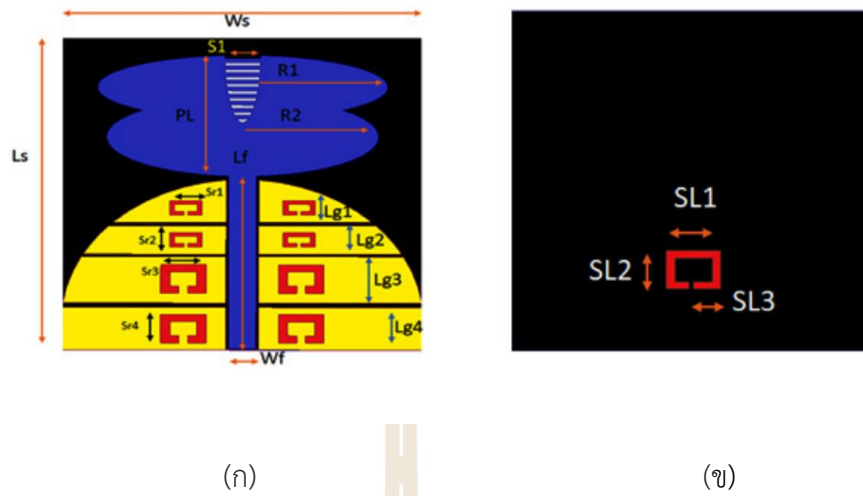 Ws
S1
R1
PL
R2
Ls
Lf
Sr1
Lg1
Sr2
Lg2
Sr3
Lg3
Sr4
Lg4
Wf
SL1
SL2
SL3
(ก)
(ข)